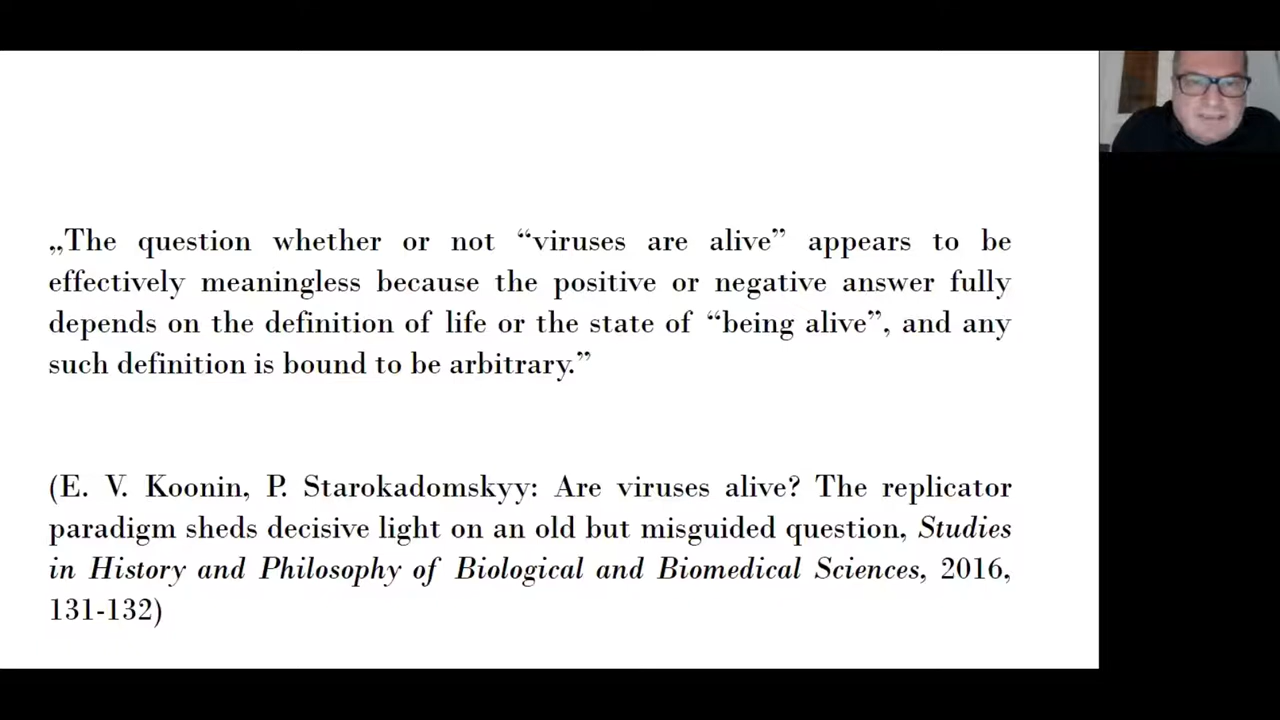 „The question whether or not “viruses are alive” appears to be
effectively meaningless because the positive or negative answer fully
depends on the definition of life or the state of “being alive”, and any
such definition is bound to be arbitrary.”
(E. V. Koonin, P. Starokadomskyy: Are viruses alive? The replicator
paradigm sheds decisive light on an old but misguided question, Studies
in History and Philosophy of Biological and Biomedical Sciences, 2016,
131-132)